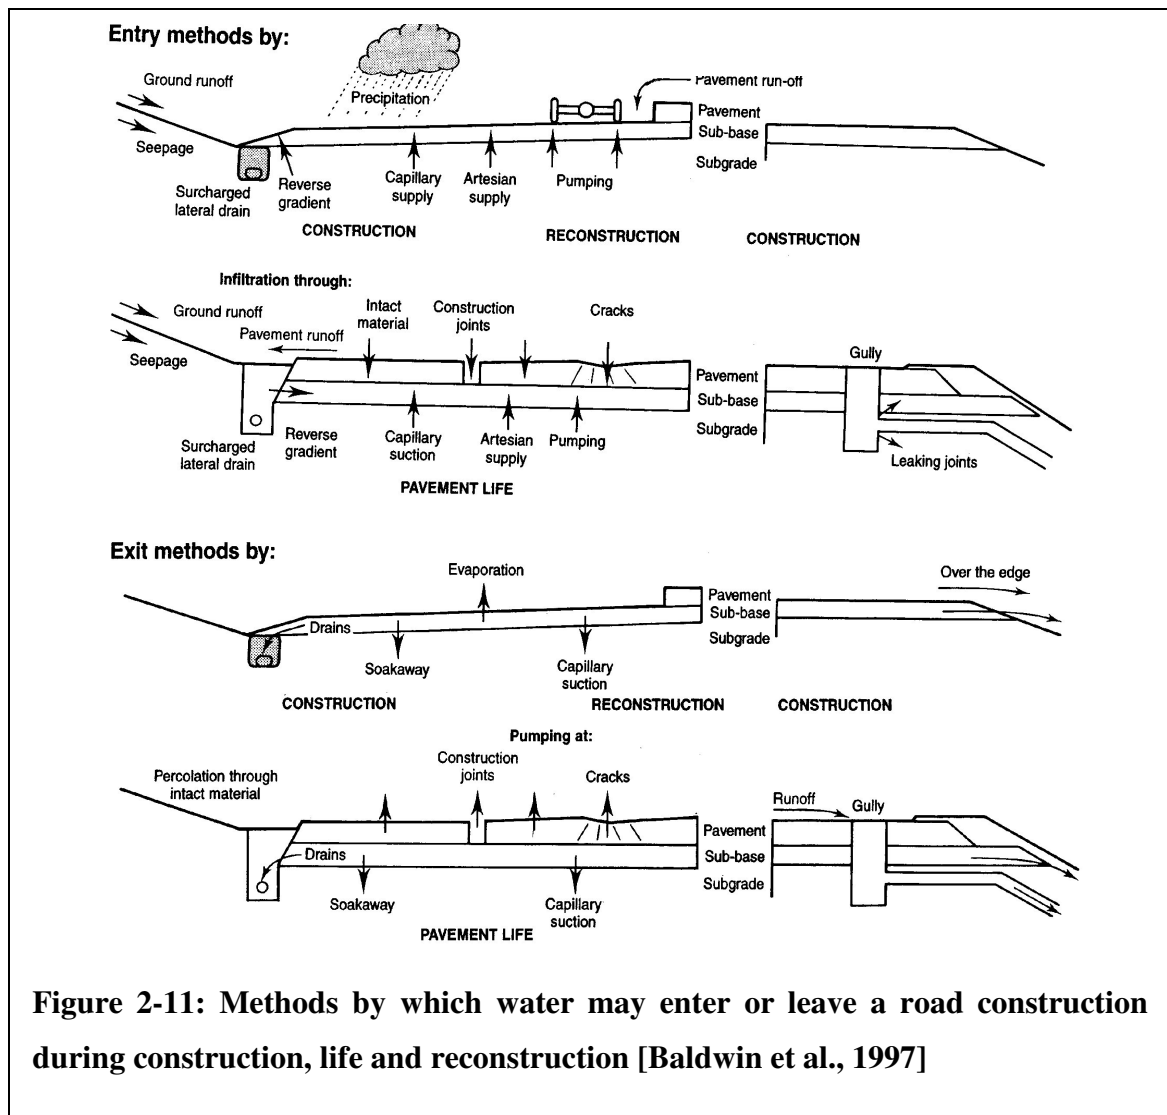 Entry methods by:
Ground runoff
Precipitation
Pavement run-off
Pavement
Sub-base
Subgrade
Seepage
Surcharged
lateral drain
Reverse
gradient
Capillary
supply
Artesian
supply
Pumping
CONSTRUCTION
RECONSTRUCTION
CONSTRUCTION
Infiltration through:
Ground runoff
Pavement runoff
Intact
material
Construction
joints
Cracks
Gully
Seepage
Pavement
Sub-base
Subgrade
Surcharged
lateral drain
Reverse
gradient
Capillary
suction
Artesian
supply
Pumping
Leaking joints
PAVEMENT LIFE
Exit methods by:
Evaporation
Over the edge
Pavement
Sub-base
Subgrade
Drains
Soakaway
Capillary
suction
CONSTRUCTION
RECONSTRUCTION
CONSTRUCTION
Pumping at:
Percolation through
intact material
Construction
joints
Cracks
Runoff
Gully
Pavement
Sub-base
Subgrade
Drains
Soakaway
Capillary
suction
PAVEMENT LIFE
Figure 2-11: Methods by which water may enter or leave a road construction
during construction, life and reconstruction [Baldwin et al., 1997]